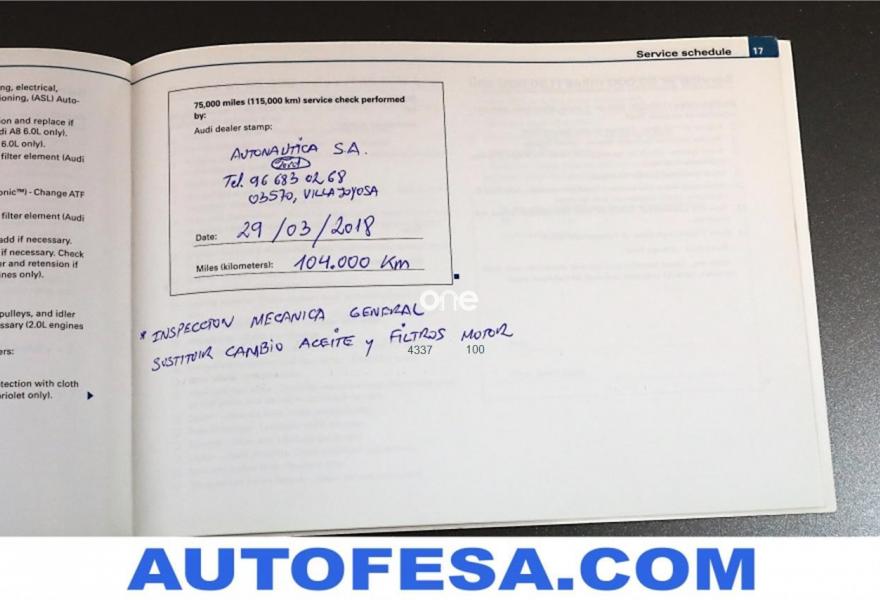 Service schedule 17
ng, electrical,
ioning, (ASL) Auto-
on and replace if
di A8 6.0L only).
6.0L only).
filter element (Audi
onic™) - Change ATF
filter element (Audi
add if necessary.
if necessary. Check
er and retension if
ines only).
pulleys, and idler
ssary (2.0L engines
ers:
tection with cloth
riolet only).
75,000 miles (115,000 km) service check performed
by:
Audi dealer stamp:
AUTONAUTICA S.A.
Ford
Tel. 96 683 02 68
03570, VILLAJOYOSA
Date: 29/03/2018
Miles (kilometers): 104.000 Km
one
* INSPECCION MECANICA GENERAL
SUSTITUIR CAMBIO ACEITE y FILTROS MOTOR
4337 100
AUTOFESA.COM